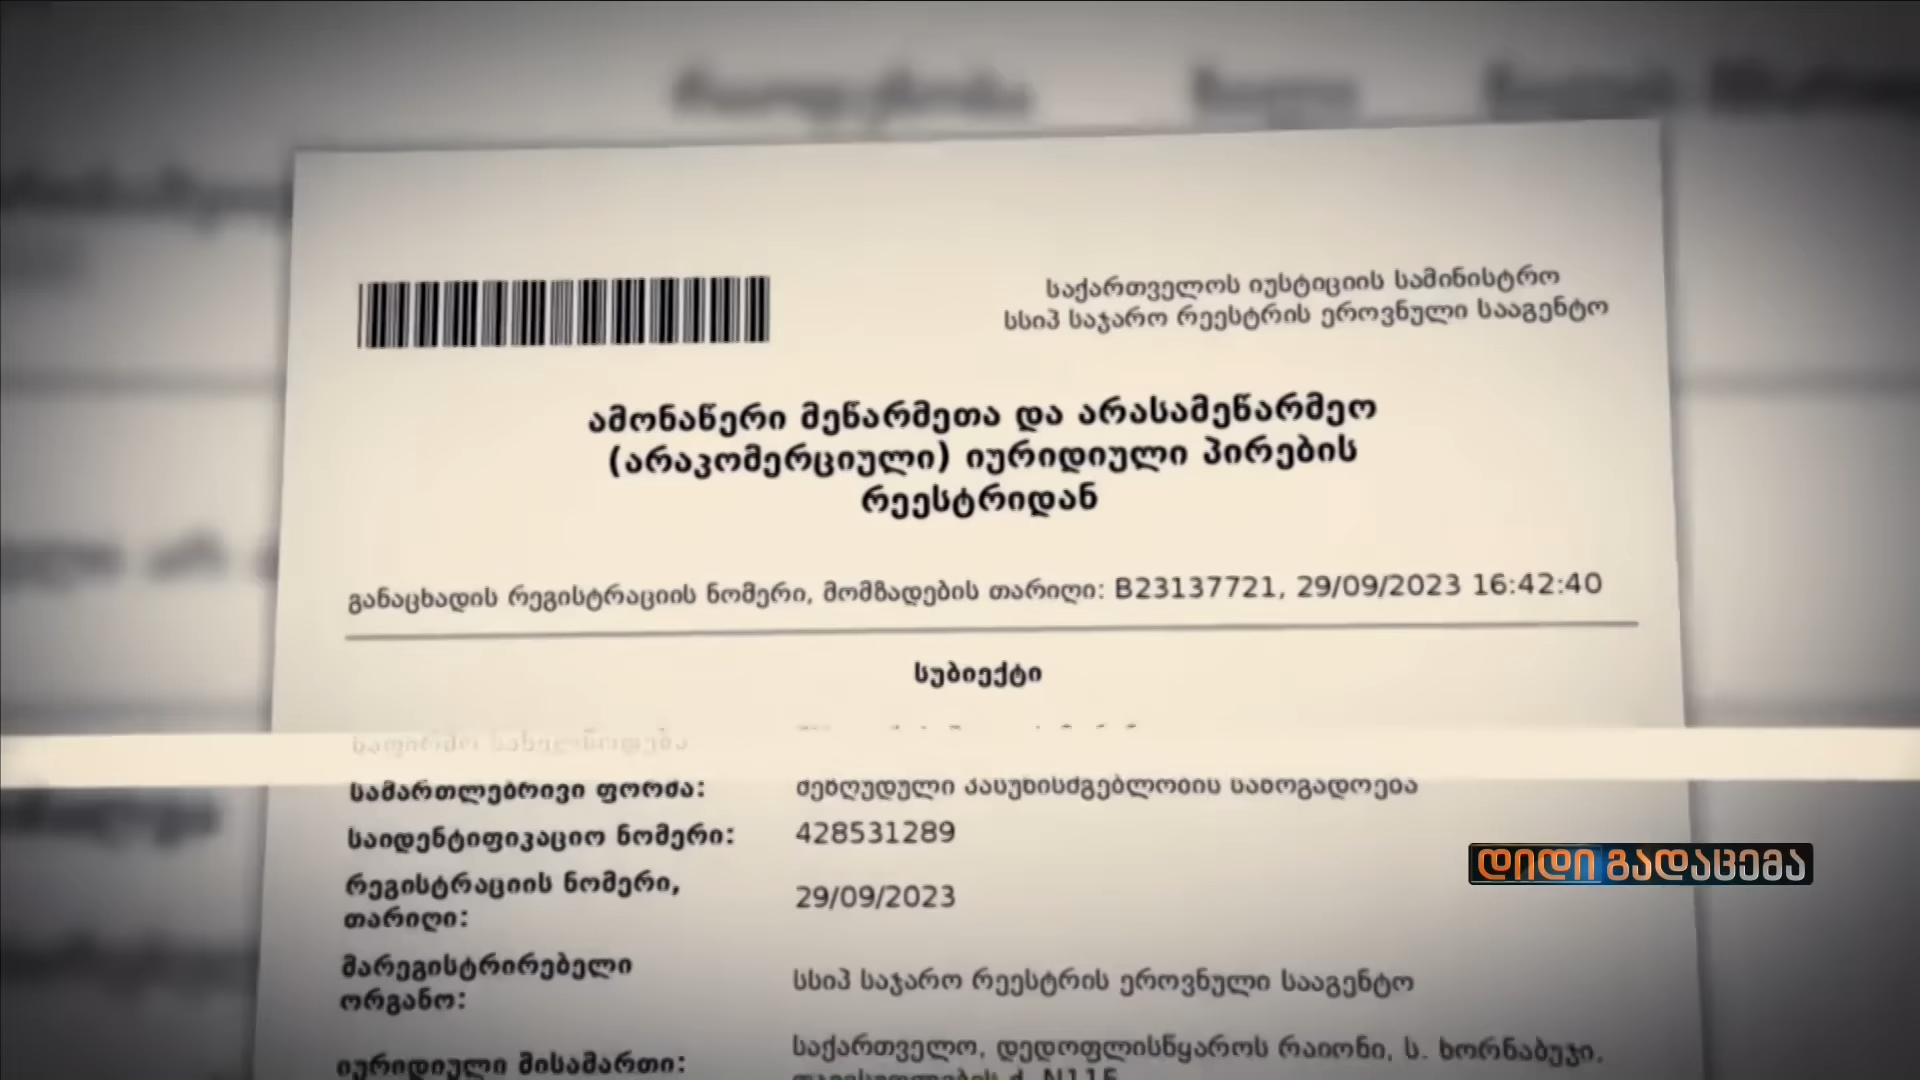 საქართველოს იუსტიციის სამინისტრო
სსიპ საჯარო რეესტრის ეროვნული სააგენტო
ამონაწერი მეწარმეთა და არასამეწარმეო
(არაკომერციული) იურიდიული პირების
რეესტრიდან
განაცხადის რეგისტრაციის ნომერი, მომზადების თარიღი: B23137721, 29/09/2023 16:42:40
სუბიექტი
საფირმო სახელწოდება
სამართლებრივი ფორმა: შეზღუდული პასუხისმგებლობის საზოგადოება
საიდენტიფიკაციო ნომერი: 428531289
რეგისტრაციის ნომერი,
თარიღი: 29/09/2023
მარეგისტრირებელი
ორგანო: სსიპ საჯარო რეესტრის ეროვნული სააგენტო
იურიდიული მისამართი: საქართველო, დედოფლისწყაროს რაიონი, ს. ხორნაბუჯი,
დიდი გადაცემა